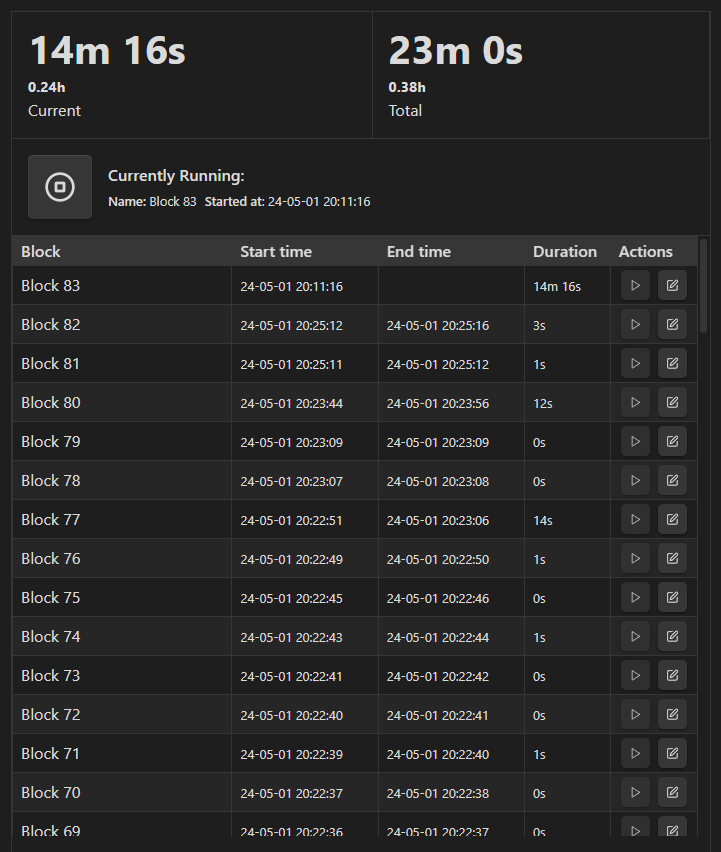 14m 16s
0.24h
Current
23m 0s
0.38h
Total
Currently Running:
Name: Block 83 Started at: 24-05-01 20:11:16
Block Start time End time Duration Actions
Block 83 24-05-01 20:11:16 14m 16s
Block 82 24-05-01 20:25:12 24-05-01 20:25:16 3s
Block 81 24-05-01 20:25:11 24-05-01 20:25:12 1s
Block 80 24-05-01 20:23:44 24-05-01 20:23:56 12s
Block 79 24-05-01 20:23:09 24-05-01 20:23:09 0s
Block 78 24-05-01 20:23:07 24-05-01 20:23:08 0s
Block 77 24-05-01 20:22:51 24-05-01 20:23:06 14s
Block 76 24-05-01 20:22:49 24-05-01 20:22:50 1s
Block 75 24-05-01 20:22:45 24-05-01 20:22:46 0s
Block 74 24-05-01 20:22:43 24-05-01 20:22:44 1s
Block 73 24-05-01 20:22:41 24-05-01 20:22:42 0s
Block 72 24-05-01 20:22:40 24-05-01 20:22:41 0s
Block 71 24-05-01 20:22:39 24-05-01 20:22:40 1s
Block 70 24-05-01 20:22:37 24-05-01 20:22:38 0s
Block 69 24-05-01 20:22:36 24-05-01 20:22:37 0s